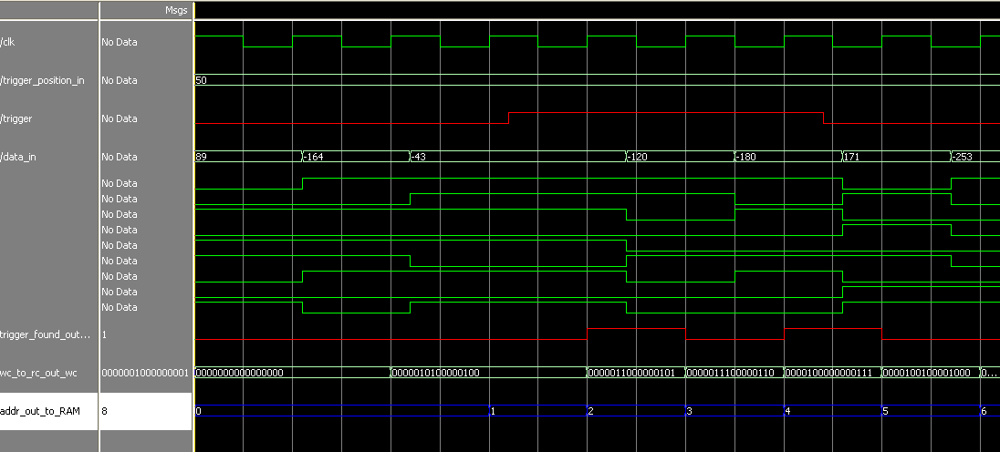 Msgs
/clk No Data
/trigger_position_in No Data 50
/trigger No Data
/data_in No Data 89 -164 -43 -120 -180 171 -253
No Data
No Data
No Data
No Data
No Data
No Data
No Data
No Data
No Data
trigger_found_out... 1
wc_to_rc_out_wc 0000001000000001 0000000000000000 0000010100000100 0000011000000101 0000011100000110 0000100000000111 0000100100001000 0...
addr_out_to_RAM 8 0 1 2 3 4 5 6